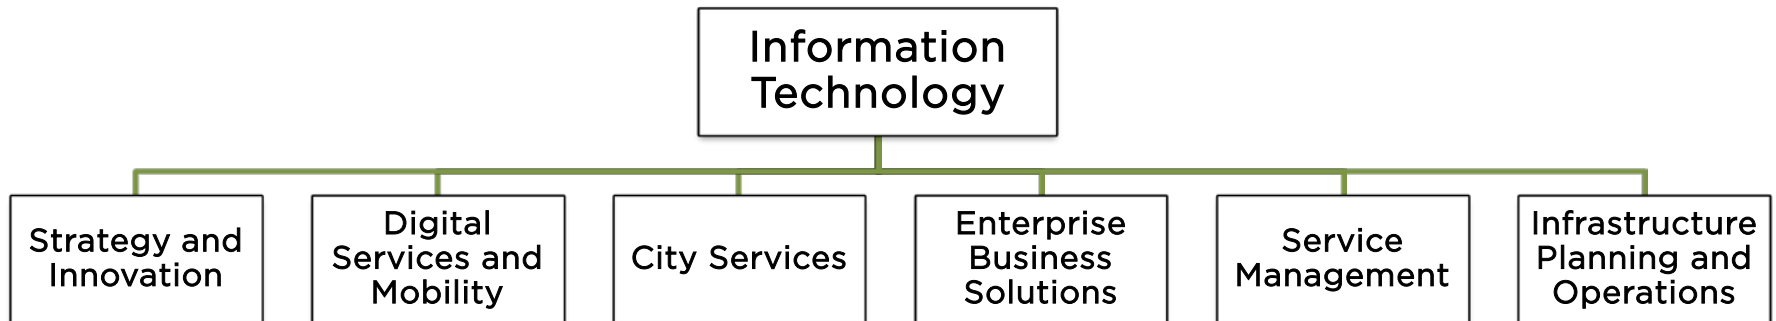 Information
Technology
Strategy and
Innovation
Digital
Services and
Mobility
City Services
Enterprise
Business
Solutions
Service
Management
Infrastructure
Planning and
Operations